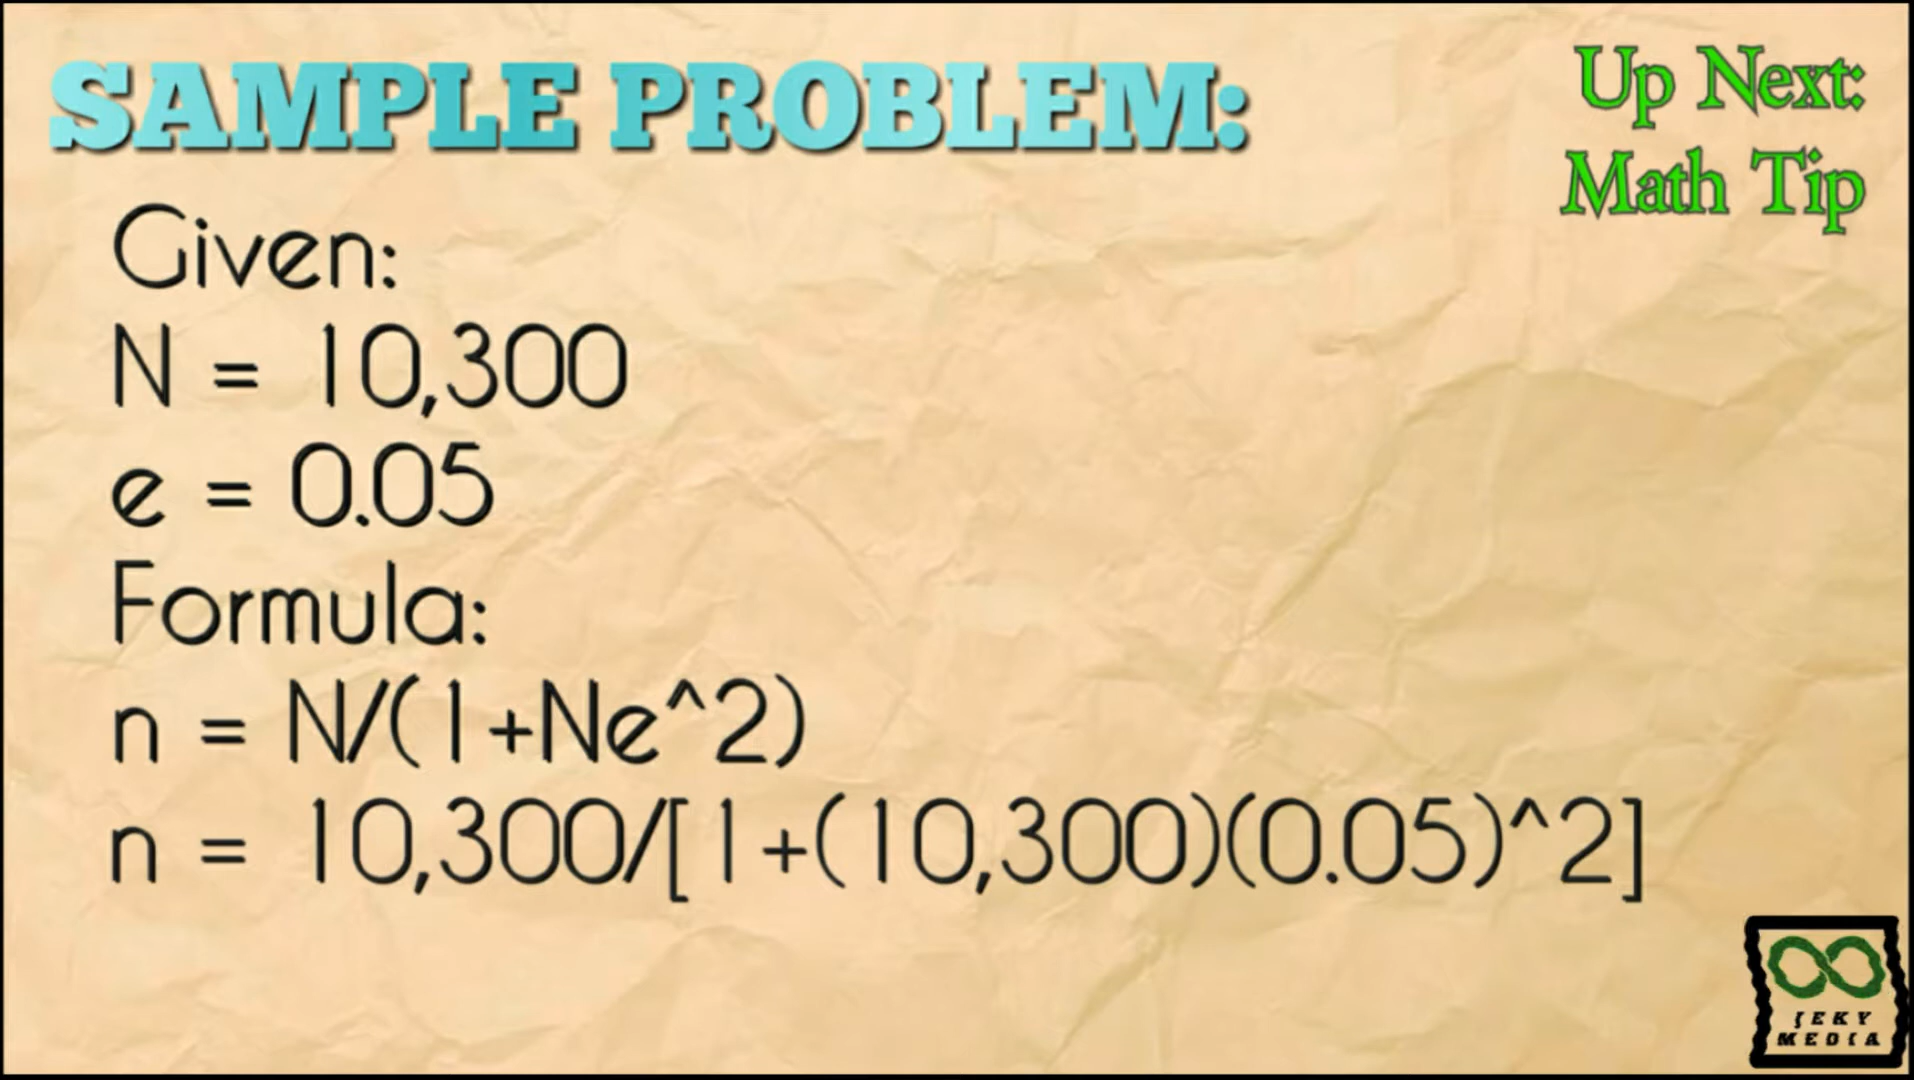 SAMPLE PROBLEM:
Up Next:
Math Tip
Given:
N = 10,300
e = 0.05
Formula:
n = N/(1+Ne^2)
n = 10,300/[1+(10,300)(0.05)^2]
JEKY
MEDIA